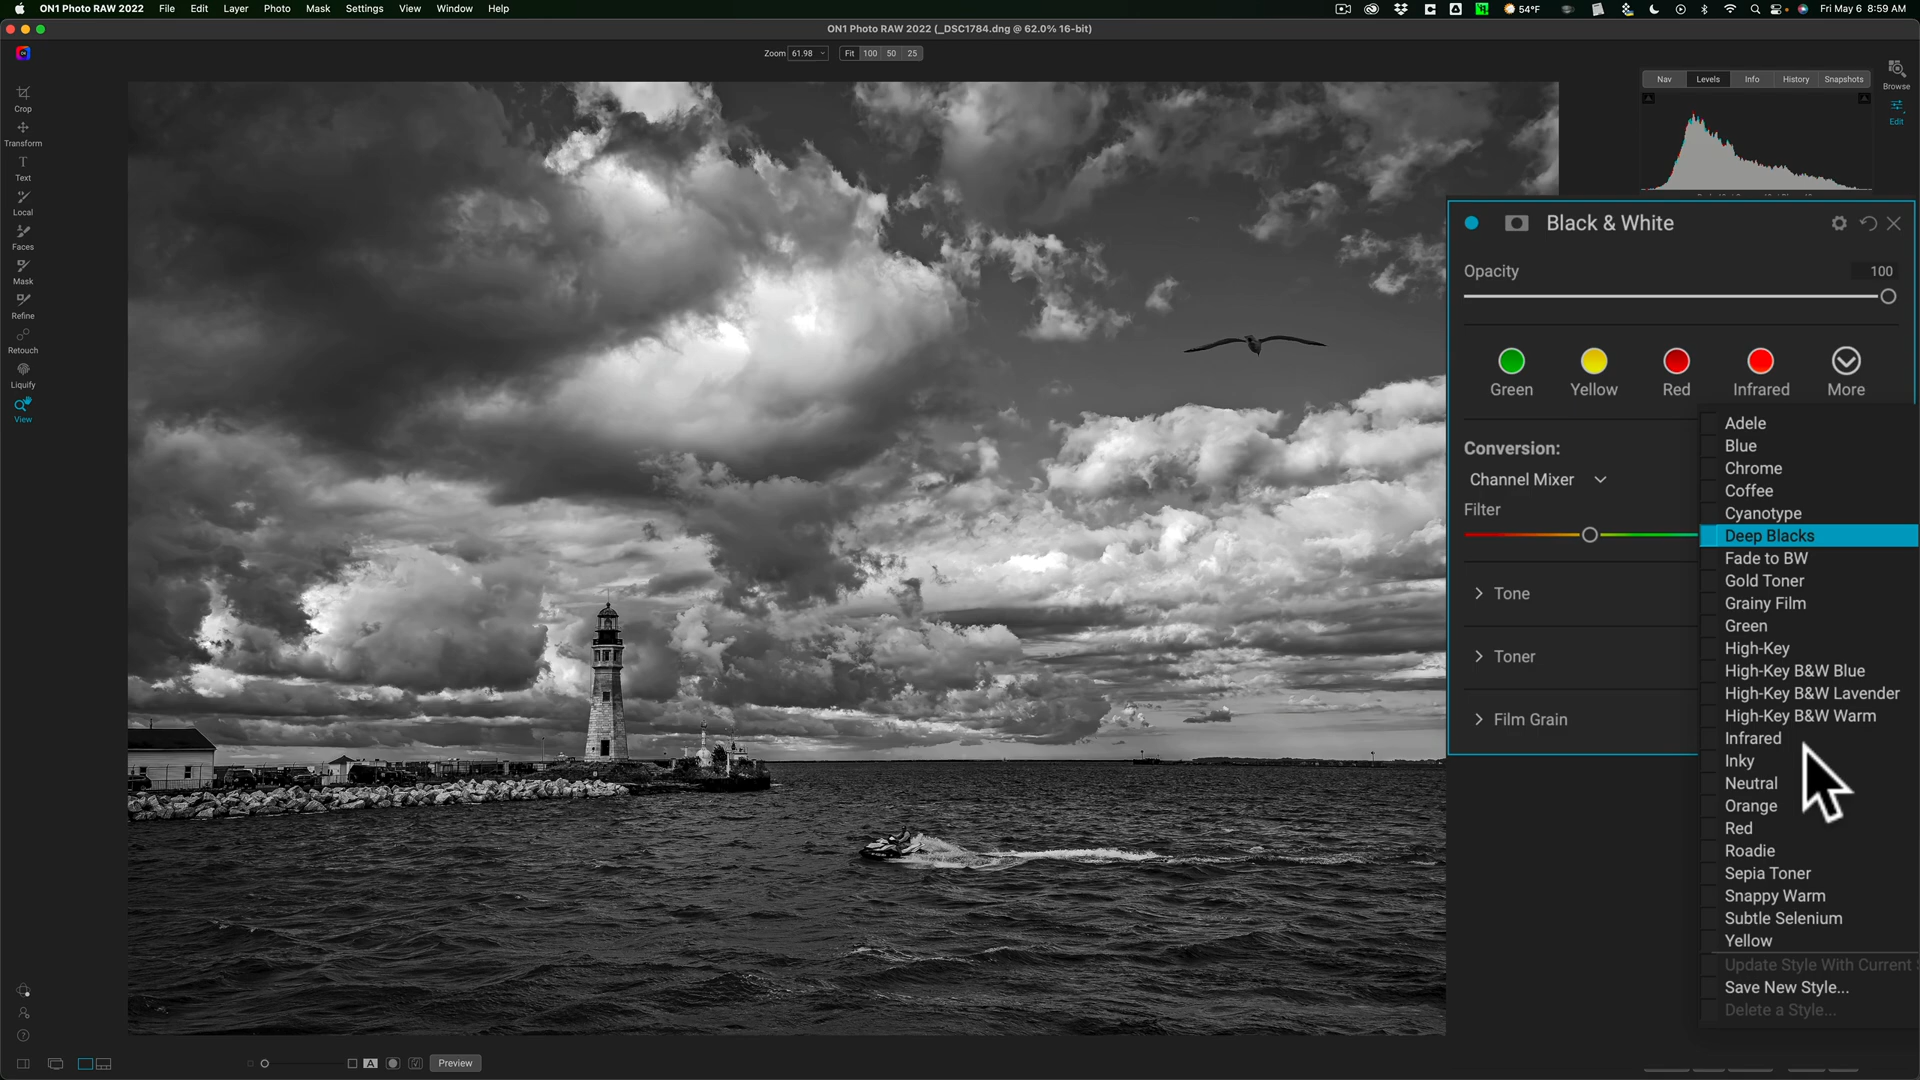 ON1 Photo RAW 2022 File Edit Layer Photo Mask Settings View Window Help 54°F Fri May 6 8:59 AM
ON1 Photo RAW 2022 (_DSC1784.dng @ 62.0% 16-bit)
Zoom 61.98 Fit 100 50 25
Nav Levels Info History Snapshots
Browse
Edit
Crop
Transform
Text
Local
Faces
Mask
Refine
Retouch
Liquify
View
Black & White
Opacity 100
Green Yellow Red Infrared More
Conversion:
Channel Mixer
Filter
Tone
Toner
Film Grain
Adele
Blue
Chrome
Coffee
Cyanotype
Deep Blacks
Fade to BW
Gold Toner
Grainy Film
Green
High-Key
High-Key B&W Blue
High-Key B&W Lavender
High-Key B&W Warm
Infrared
Inky
Neutral
Orange
Red
Roadie
Sepia Toner
Snappy Warm
Subtle Selenium
Yellow
Update Style With Current
Save New Style...
Delete a Style...
A Preview